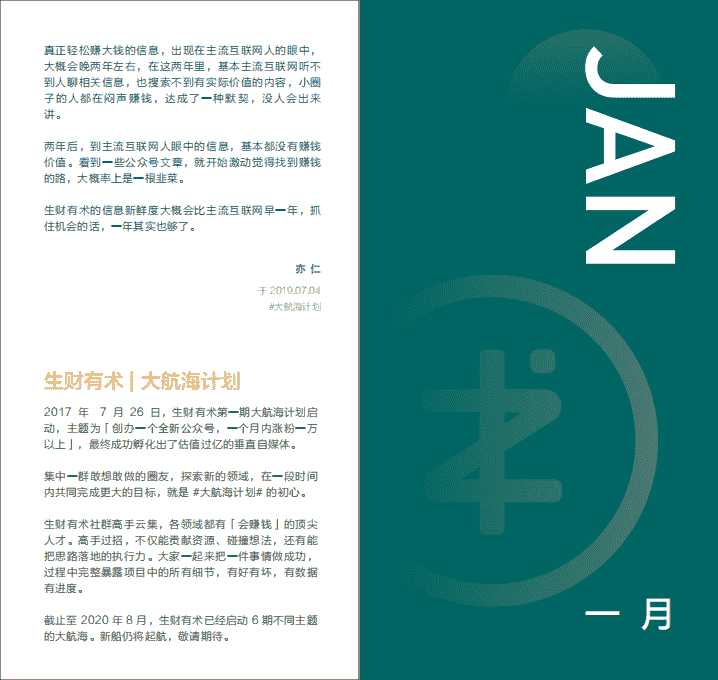 真正轻松赚大钱的信息，出现在主流互联网人的眼中，
大概会晚两年左右，在这两年里，基本主流互联网听不
到人聊相关信息，也搜索不到有实际价值的内容，小圈
子的人都在闷声赚钱，达成了一种默契，没人会出来
讲。
两年后，到主流互联网人眼中的信息，基本都没有赚钱
价值。看到一些公众号文章，就开始激动觉得找到赚钱
的路，大概率上是一根韭菜。
生财有术的信息新鲜度大概会比主流互联网早一年，抓
住机会的话，一年其实也够了。
亦 仁
于 2019.07.04
#大航海计划
生财有术 | 大航海计划
2017 年 7 月 26 日，生财有术第一期大航海计划启
动，主题为「创办一个全新公众号，一个月内涨粉一万
以上」，最终成功孵化出了估值过亿的垂直自媒体。
集中一群敢想敢做的圈友，探索新的领域，在一段时间
内共同完成更大的目标，就是 #大航海计划# 的初心。
生财有术社群高手云集，各领域都有「会赚钱」的顶尖
人才。高手过招，不仅能贡献资源、碰撞想法，还有能
把思路落地的执行力。大家一起来把一件事情做成功，
过程中完整暴露项目中的所有细节，有好有坏，有数据
有进度。
截止至 2020 年 8 月，生财有术已经启动 6 期不同主题
的大航海。新船仍将起航，敬请期待。
JAN
一 月